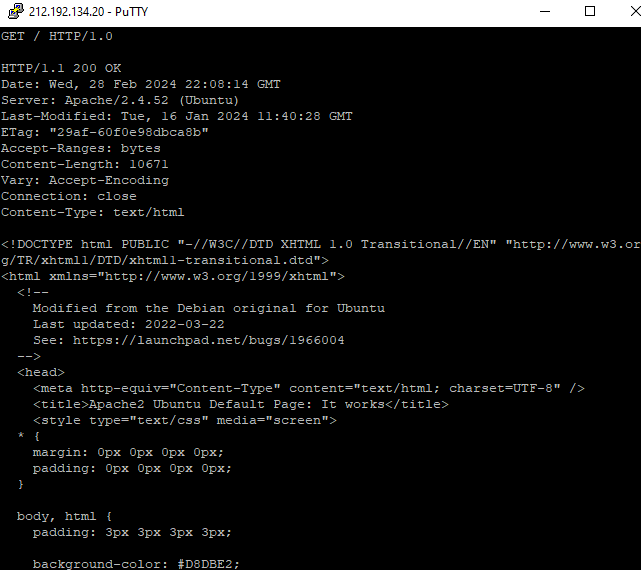 212.192.134.20 - PuTTY
GET / HTTP/1.0
HTTP/1.1 200 OK
Date: Wed, 28 Feb 2024 22:08:14 GMT
Server: Apache/2.4.52 (Ubuntu)
Last-Modified: Tue, 16 Jan 2024 11:40:28 GMT
ETag: "29af-60f0e98dbca8b"
Accept-Ranges: bytes
Content-Length: 10671
Vary: Accept-Encoding
Connection: close
Content-Type: text/html
<!DOCTYPE html PUBLIC "-//W3C//DTD XHTML 1.0 Transitional//EN" "http://www.w3.or
g/TR/xhtml1/DTD/xhtml1-transitional.dtd">
<html xmlns="http://www.w3.org/1999/xhtml">
  <!--
    Modified from the Debian original for Ubuntu
    Last updated: 2022-03-22
    See: https://launchpad.net/bugs/1966004
  -->
  <head>
    <meta http-equiv="Content-Type" content="text/html; charset=UTF-8" />
    <title>Apache2 Ubuntu Default Page: It works</title>
    <style type="text/css" media="screen">
  * {
    margin: 0px 0px 0px 0px;
    padding: 0px 0px 0px 0px;
  }
  body, html {
    padding: 3px 3px 3px 3px;
    background-color: #D8DBE2;